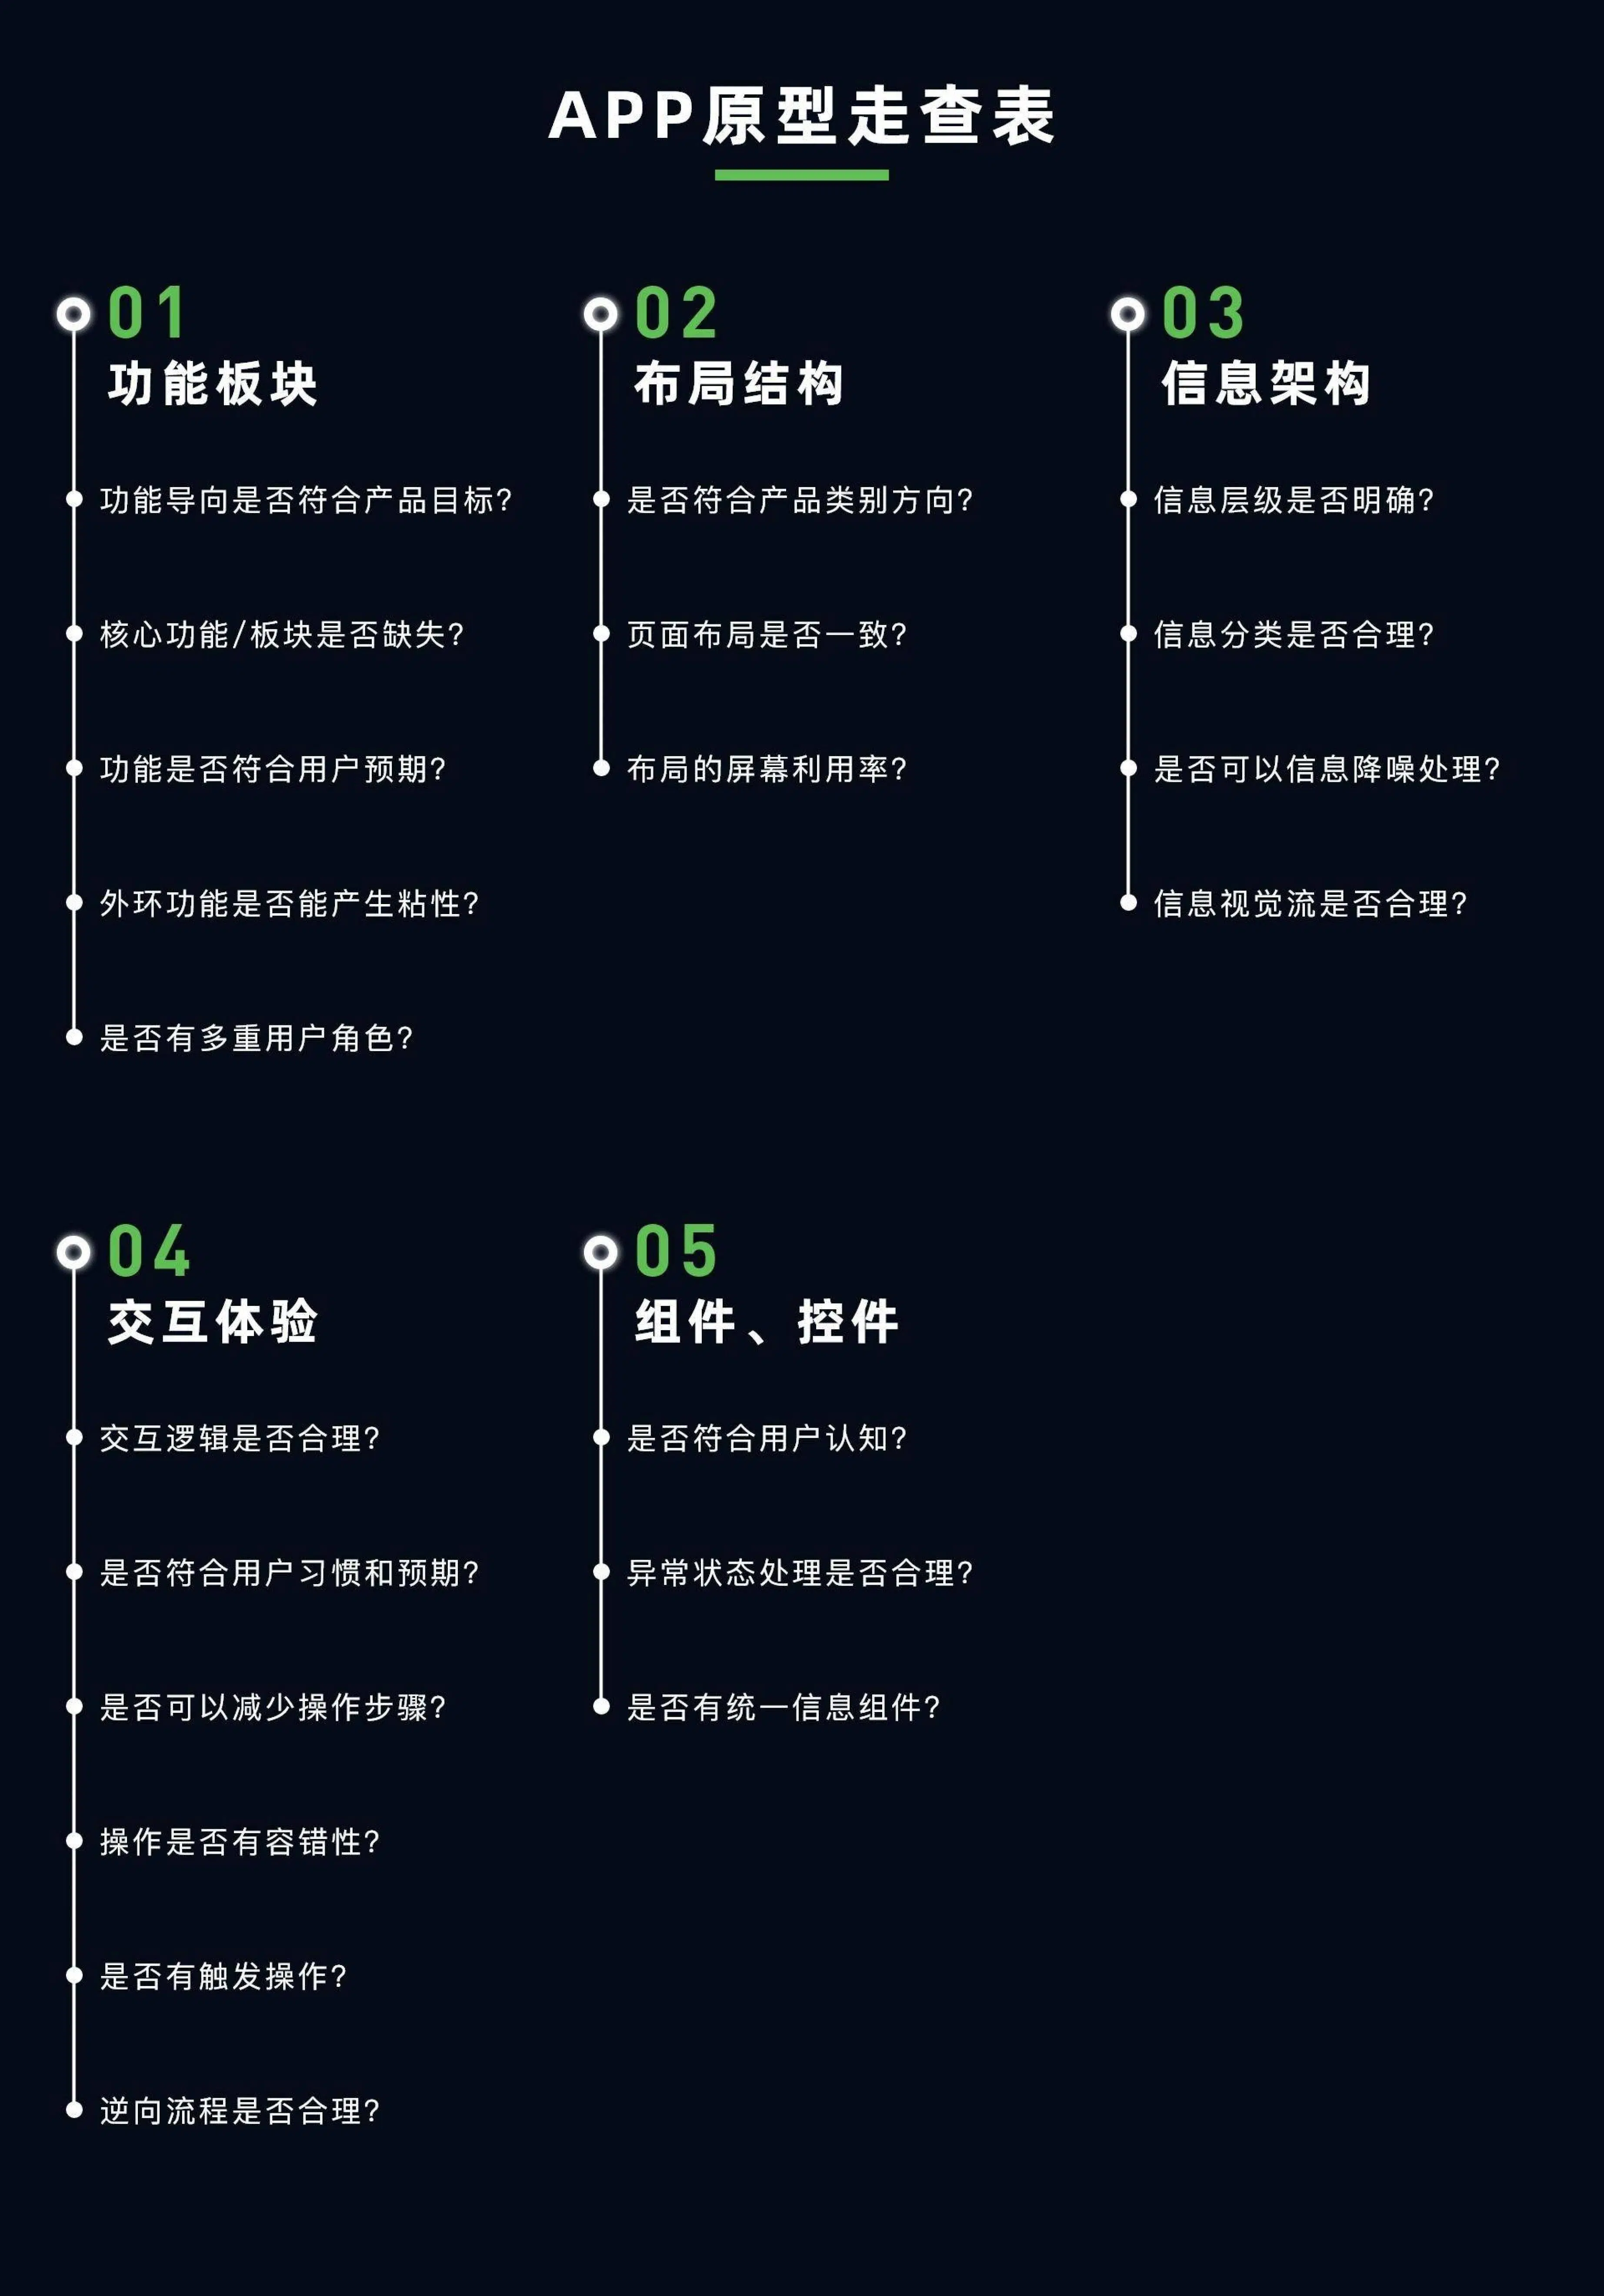 APP原型走查表
01
功能板块
功能导向是否符合产品目标?
核心功能/板块是否缺失?
功能是否符合用户预期?
外环功能是否能产生粘性?
是否有多重用户角色?
02
布局结构
是否符合产品类别方向?
页面布局是否一致?
布局的屏幕利用率?
03
信息架构
信息层级是否明确?
信息分类是否合理?
是否可以信息降噪处理?
信息视觉流是否合理?
04
交互体验
交互逻辑是否合理?
是否符合用户习惯和预期?
是否可以减少操作步骤?
操作是否有容错性?
是否有触发操作?
逆向流程是否合理?
05
组件、控件
是否符合用户认知?
异常状态处理是否合理?
是否有统一信息组件?